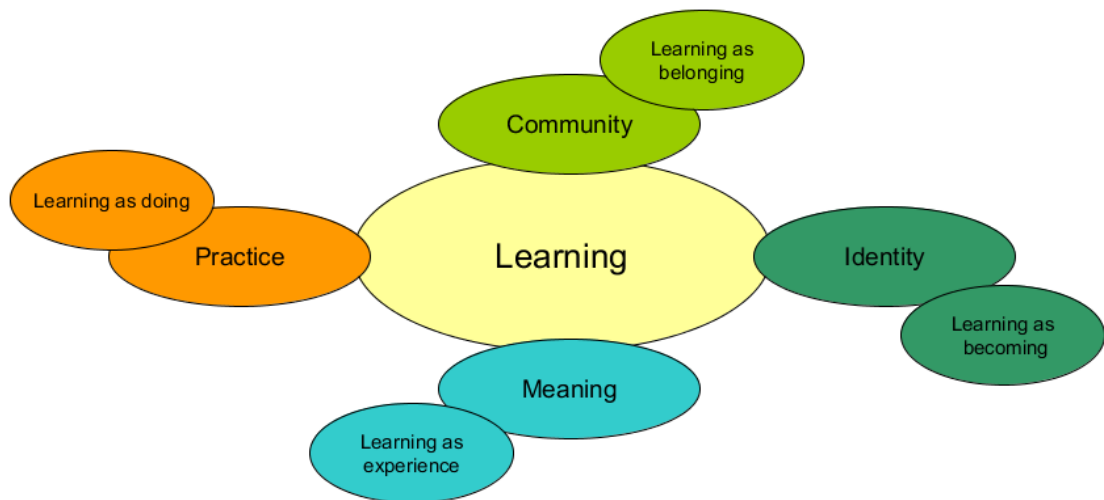 Learning as
belonging
Community
Learning as doing
Practice
Learning
Identity
Learning as
becoming
Meaning
Learning as
experience